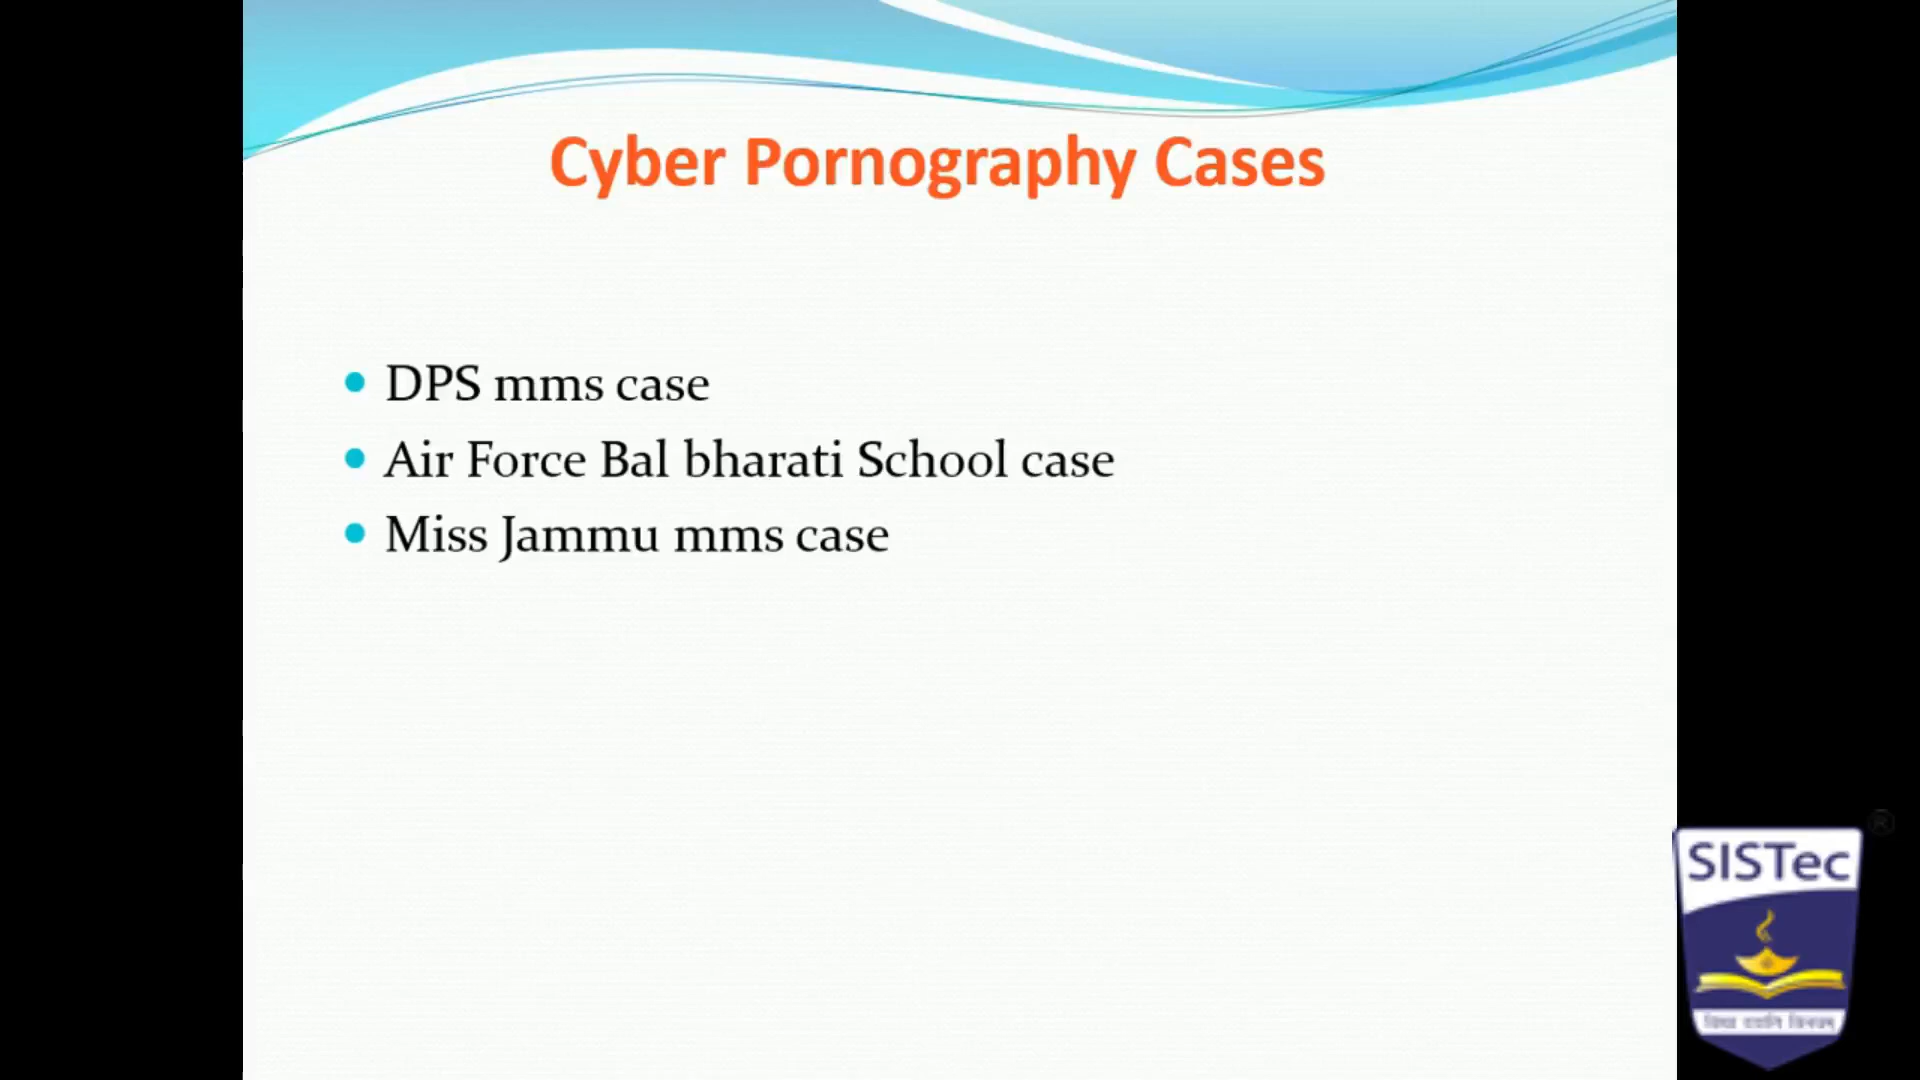 Cyber Pornography Cases
DPS mms case
Air Force Bal bharati School case
Miss Jammu mms case
®
SISTec